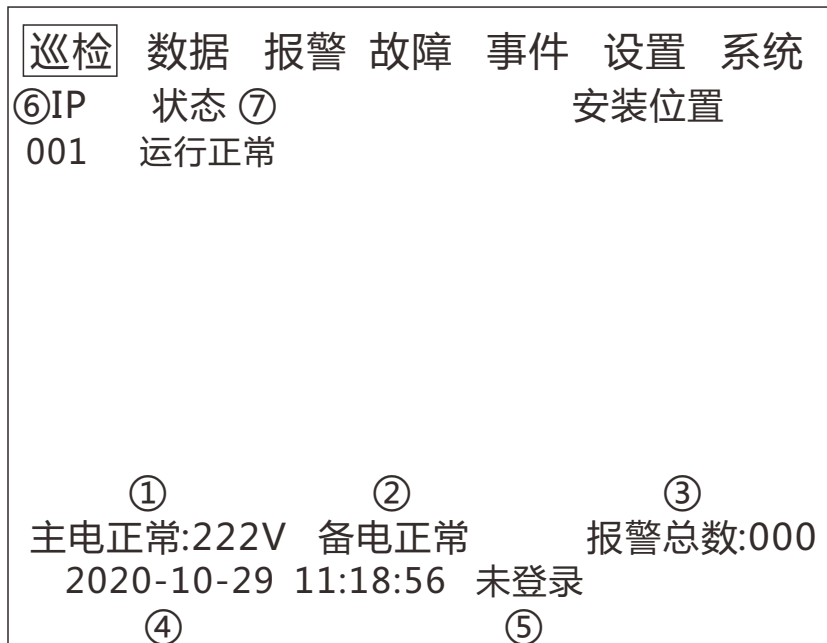 巡检 数据 报警 故障 事件 设置 系统
⑥IP 状态 ⑦ 安装位置
001 运行正常
① ② ③
主电正常:222V 备电正常 报警总数:000
2020-10-29 11:18:56 未登录
④ ⑤